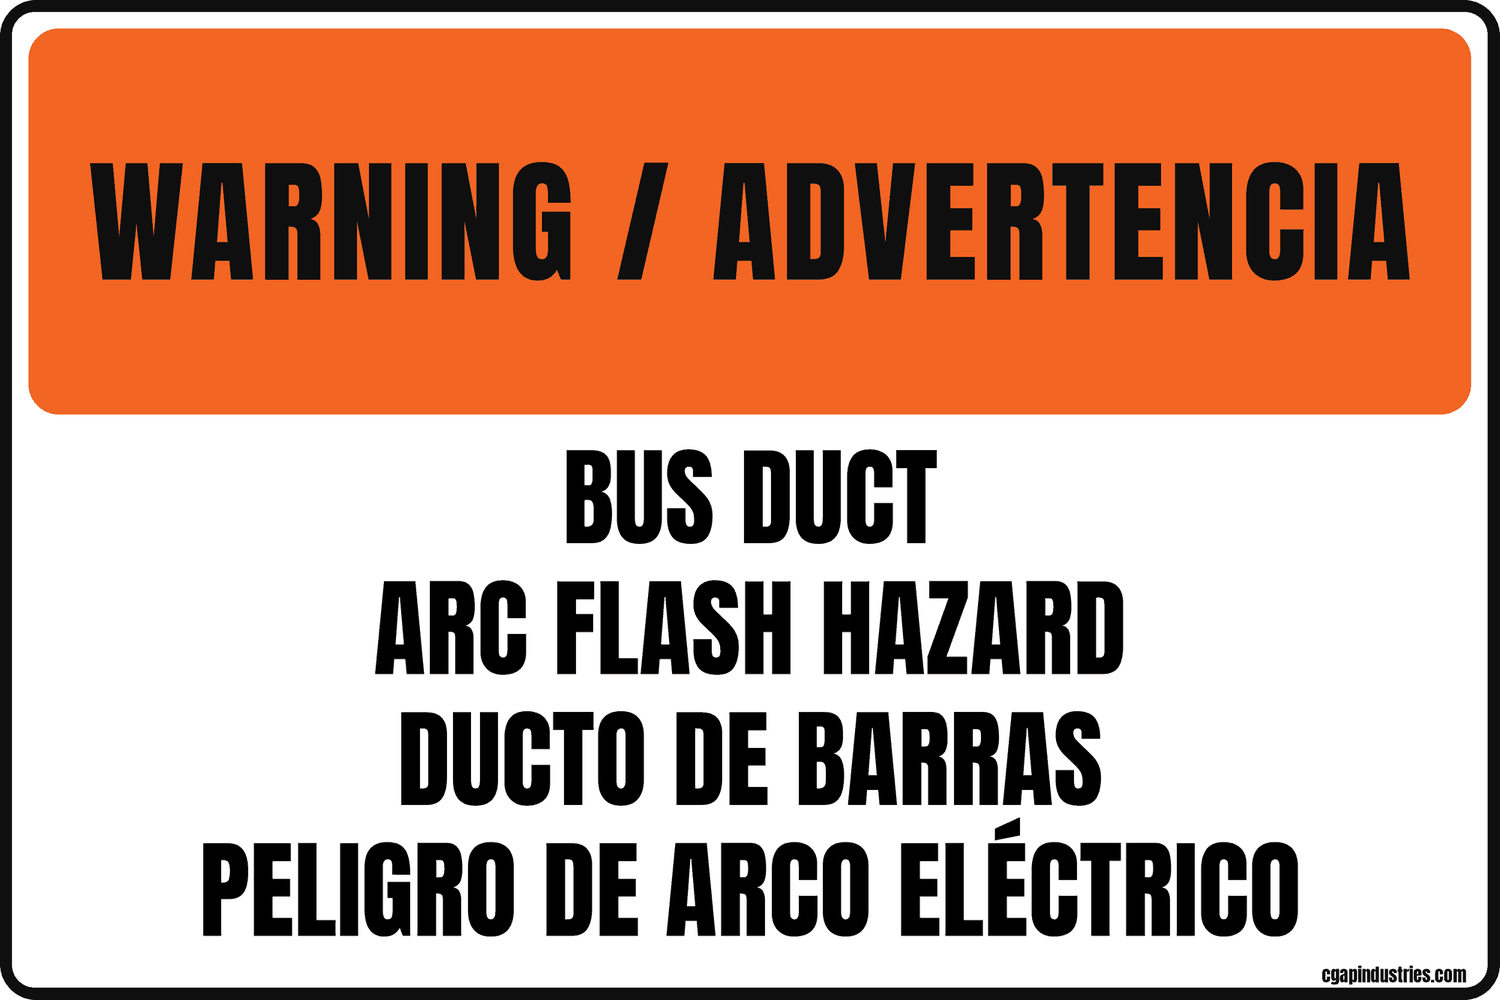 WARNING / ADVERTENCIA
BUS DUCT
ARC FLASH HAZARD
DUCTO DE BARRAS
PELIGRO DE ARCO ELÉCTRICO
cgapindustries.com